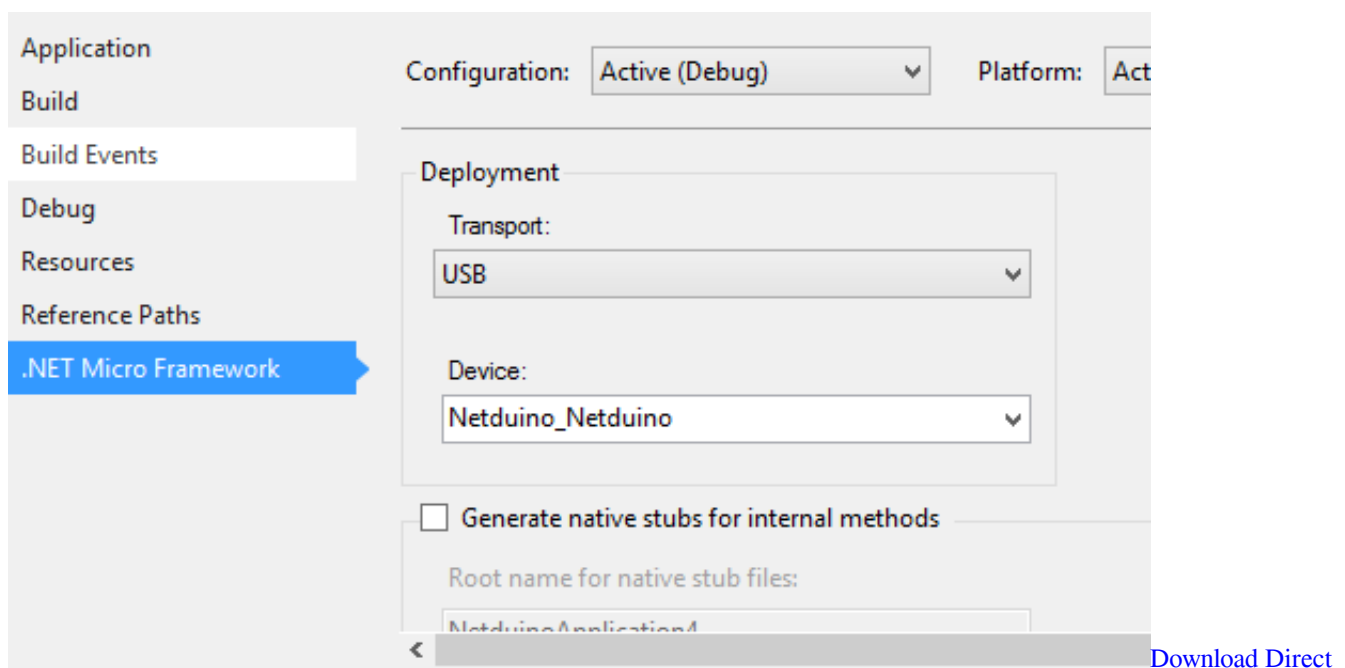 Application
Build
Build Events
Debug
Resources
Reference Paths
.NET Micro Framework
Configuration: Active (Debug) Platform: Act
Deployment
Transport:
USB
Device:
Netduino_Netduino
Generate native stubs for internal methods
Root name for native stub files:
NetduinoApplication4
Download Direct